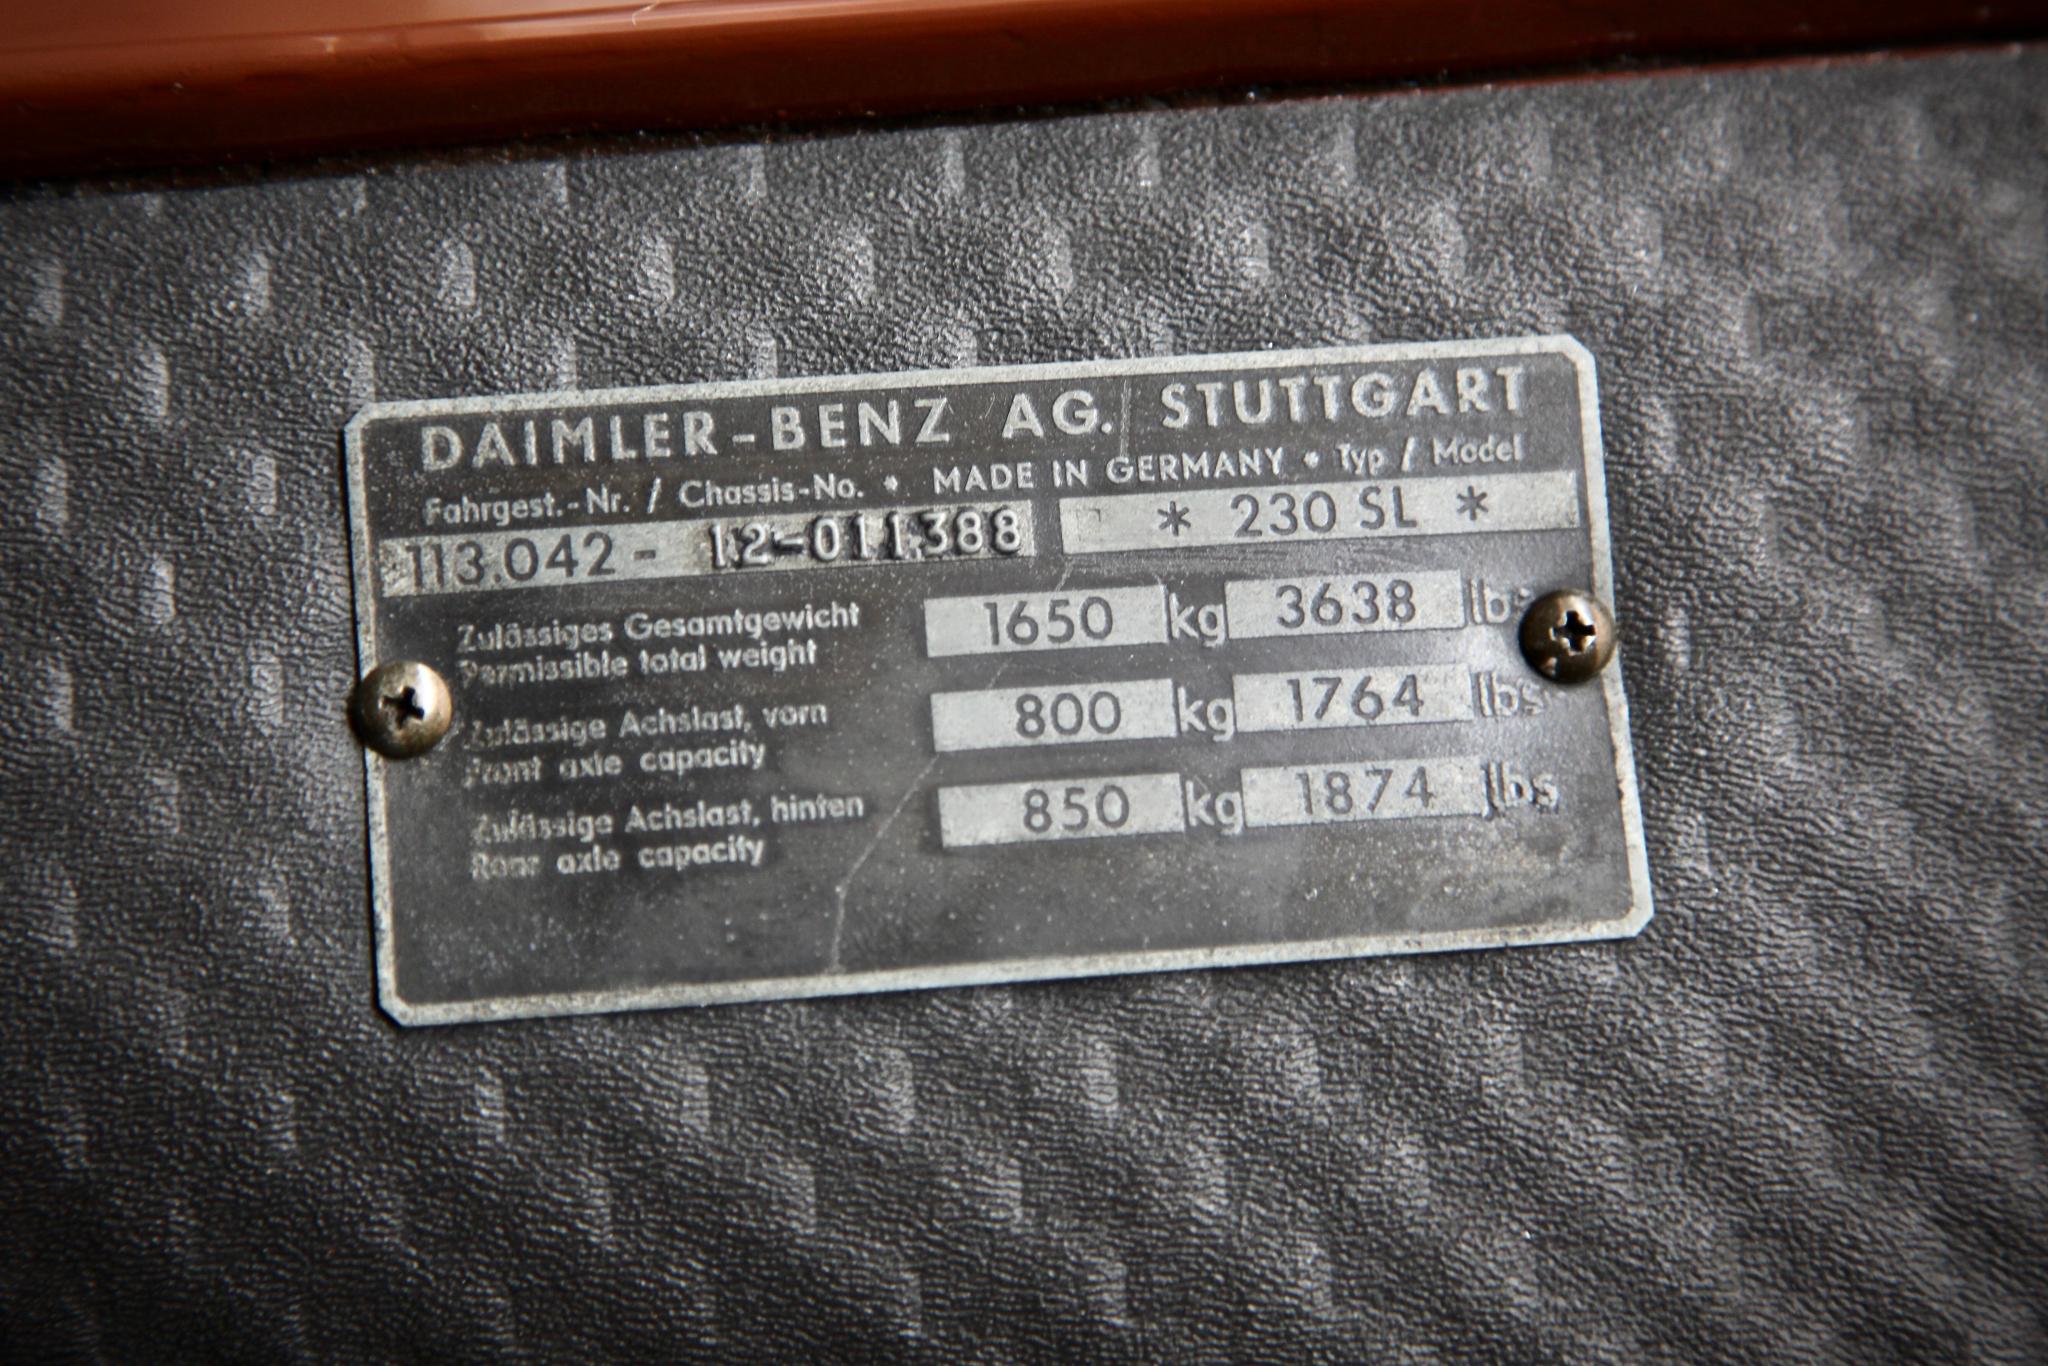 DAIMLER-BENZ AG. STUTTGART
Fahrgest.-Nr. / Chassis-No. * MADE IN GERMANY • Typ / Model
113.042 - 12-011388 * 230 SL *
Zulässiges Gesamtgewicht
Permissible total weight
1650 kg 3638 lbs
Zulässige Achslast, vorn
Front axle capacity
800 kg 1764 lbs
Zulässige Achslast, hinten
Rear axle capacity
850 kg 1874 lbs